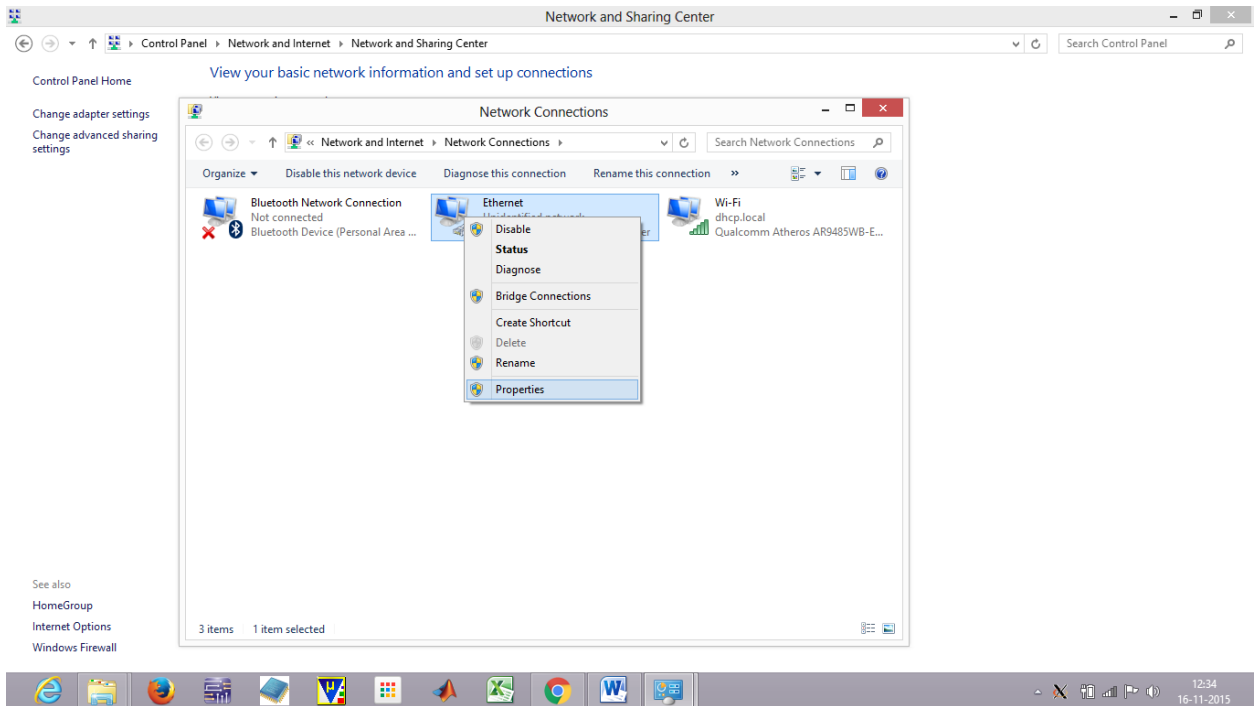 Network and Sharing Center
Control Panel Network and Internet Network and Sharing Center
Search Control Panel
Control Panel Home
Change adapter settings
Change advanced sharing
settings
View your basic network information and set up connections
Network Connections
« Network and Internet Network Connections
Search Network Connections
Organize
Disable this network device
Diagnose this connection
Rename this connection
»
Bluetooth Network Connection
Not connected
Bluetooth Device (Personal Area ...
Ethernet
Unidentified network
Wi-Fi
dhcp.local
Qualcomm Atheros AR9485WB-E...
Disable
Status
Diagnose
Bridge Connections
Create Shortcut
Delete
Rename
Properties
3 items
1 item selected
See also
HomeGroup
Internet Options
Windows Firewall
12:34
16-11-2015